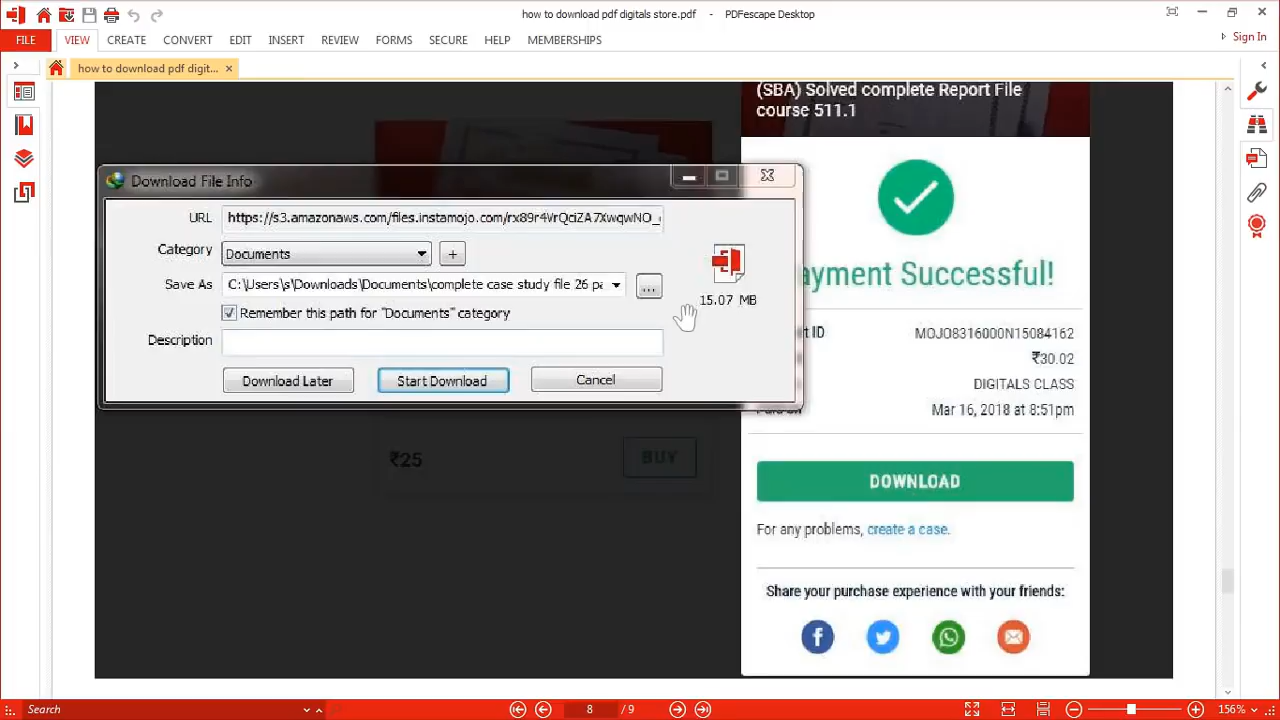 how to download pdf digitals store.pdf - PDFescape Desktop
FILE VIEW CREATE CONVERT EDIT INSERT REVIEW FORMS SECURE HELP MEMBERSHIPS Sign In
how to download pdf digit...
(SBA) Solved complete Report File
course 511.1
Download File Info
URL https://s3.amazonaws.com/files.instamojo.com/rx89r4VrQciZA7XwqwNO_
Category Documents +
Save As C:\Users\s\Downloads\Documents\complete case study file 26 pa ...
15.07 MB
Remember this path for "Documents" category
Description
Download Later Start Download Cancel
ayment Successful!
t ID MOJO8316000N15084162
₹30.02
DIGITALS CLASS
Mar 16, 2018 at 8:51pm
₹25 BUY
DOWNLOAD
For any problems, create a case.
Share your purchase experience with your friends:
Search 8 / 9 156%